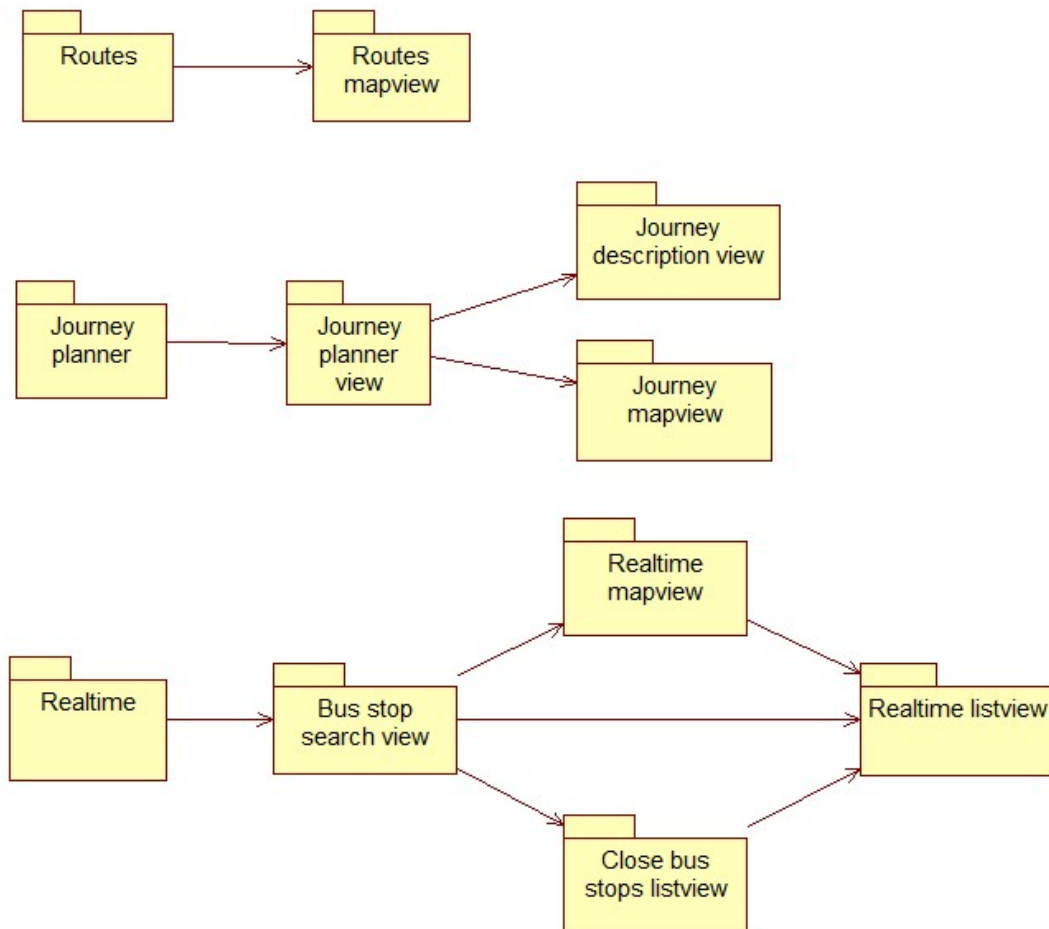 Routes
Routes
mapview
Journey
description view
Journey
planner
Journey
planner
view
Journey
mapview
Realtime
mapview
Realtime
Bus stop
search view
Realtime listview
Close bus
stops listview